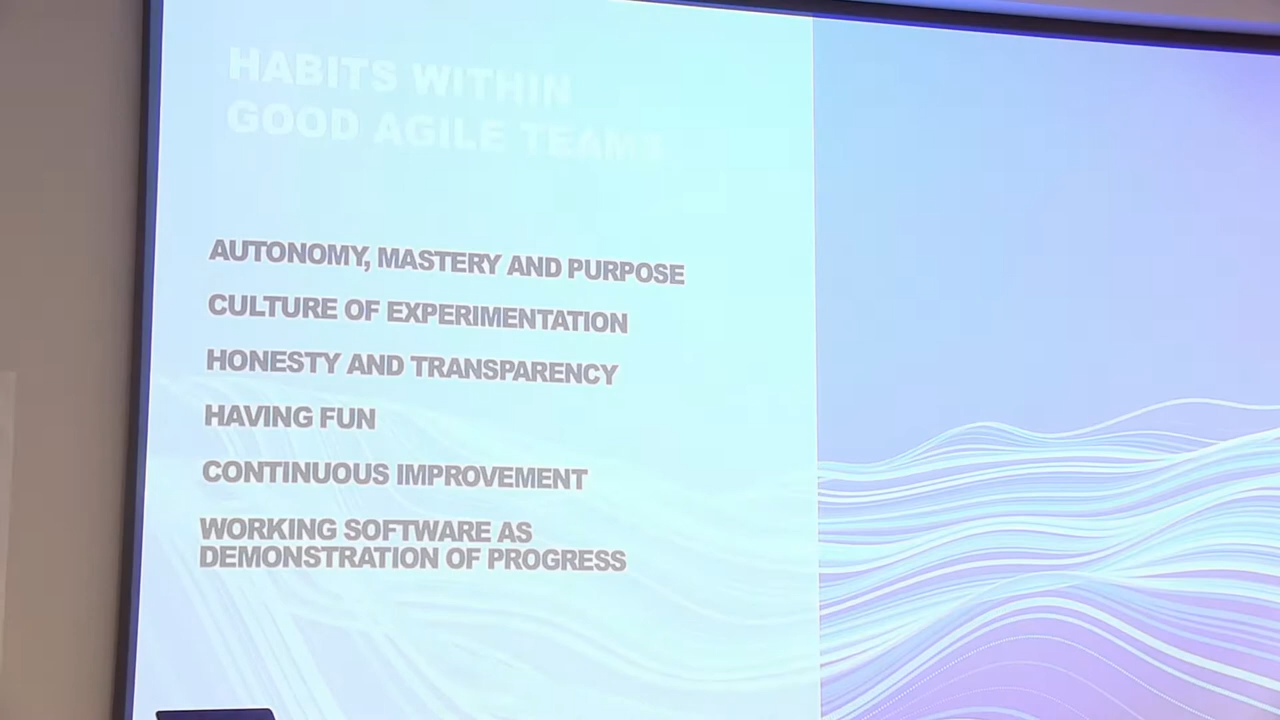 HABITS WITHIN
GOOD AGILE TEAMS
AUTONOMY, MASTERY AND PURPOSE
CULTURE OF EXPERIMENTATION
HONESTY AND TRANSPARENCY
HAVING FUN
CONTINUOUS IMPROVEMENT
WORKING SOFTWARE AS
DEMONSTRATION OF PROGRESS